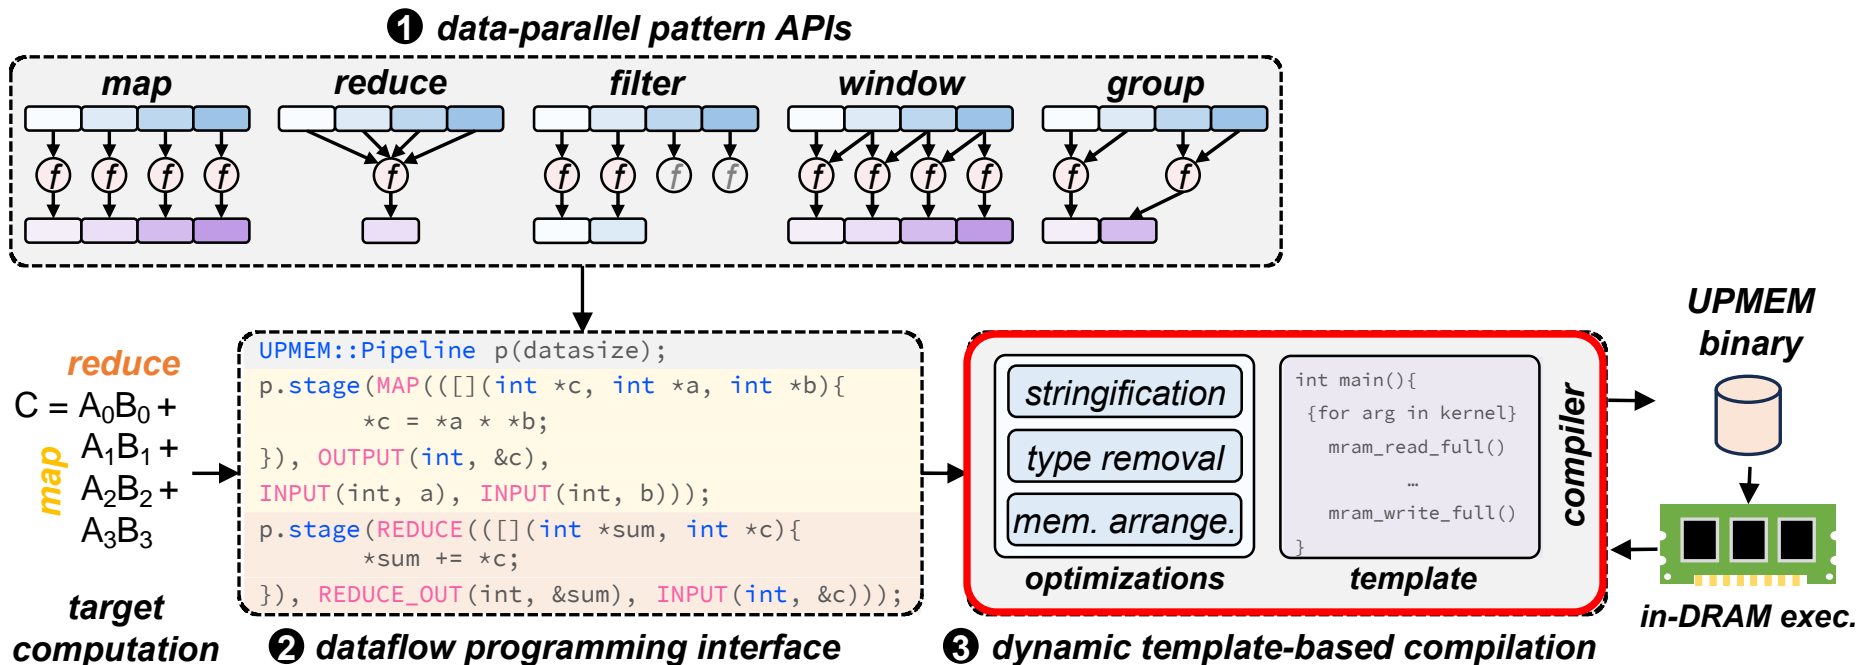 1 data-parallel pattern APIs
map reduce filter window group
f f f f f f f f f f f f f f f
reduce
C = A0B0 +
A1B1 +
A2B2 +
A3B3
map
target
computation
UPMEM::Pipeline p(datasize);
p.stage(MAP(([](int *c, int *a, int *b){
*c = *a * *b;
}), OUTPUT(int, &c),
INPUT(int, a), INPUT(int, b)));
p.stage(REDUCE(([](int *sum, int *c){
*sum += *c;
}), REDUCE_OUT(int, &sum), INPUT(int, &c)));
2 dataflow programming interface
stringification
type removal
mem. arrange.
optimizations
int main(){
{for arg in kernel}
mram_read_full()
…
mram_write_full()
}
template
compiler
3 dynamic template-based compilation
UPMEM
binary
in-DRAM exec.